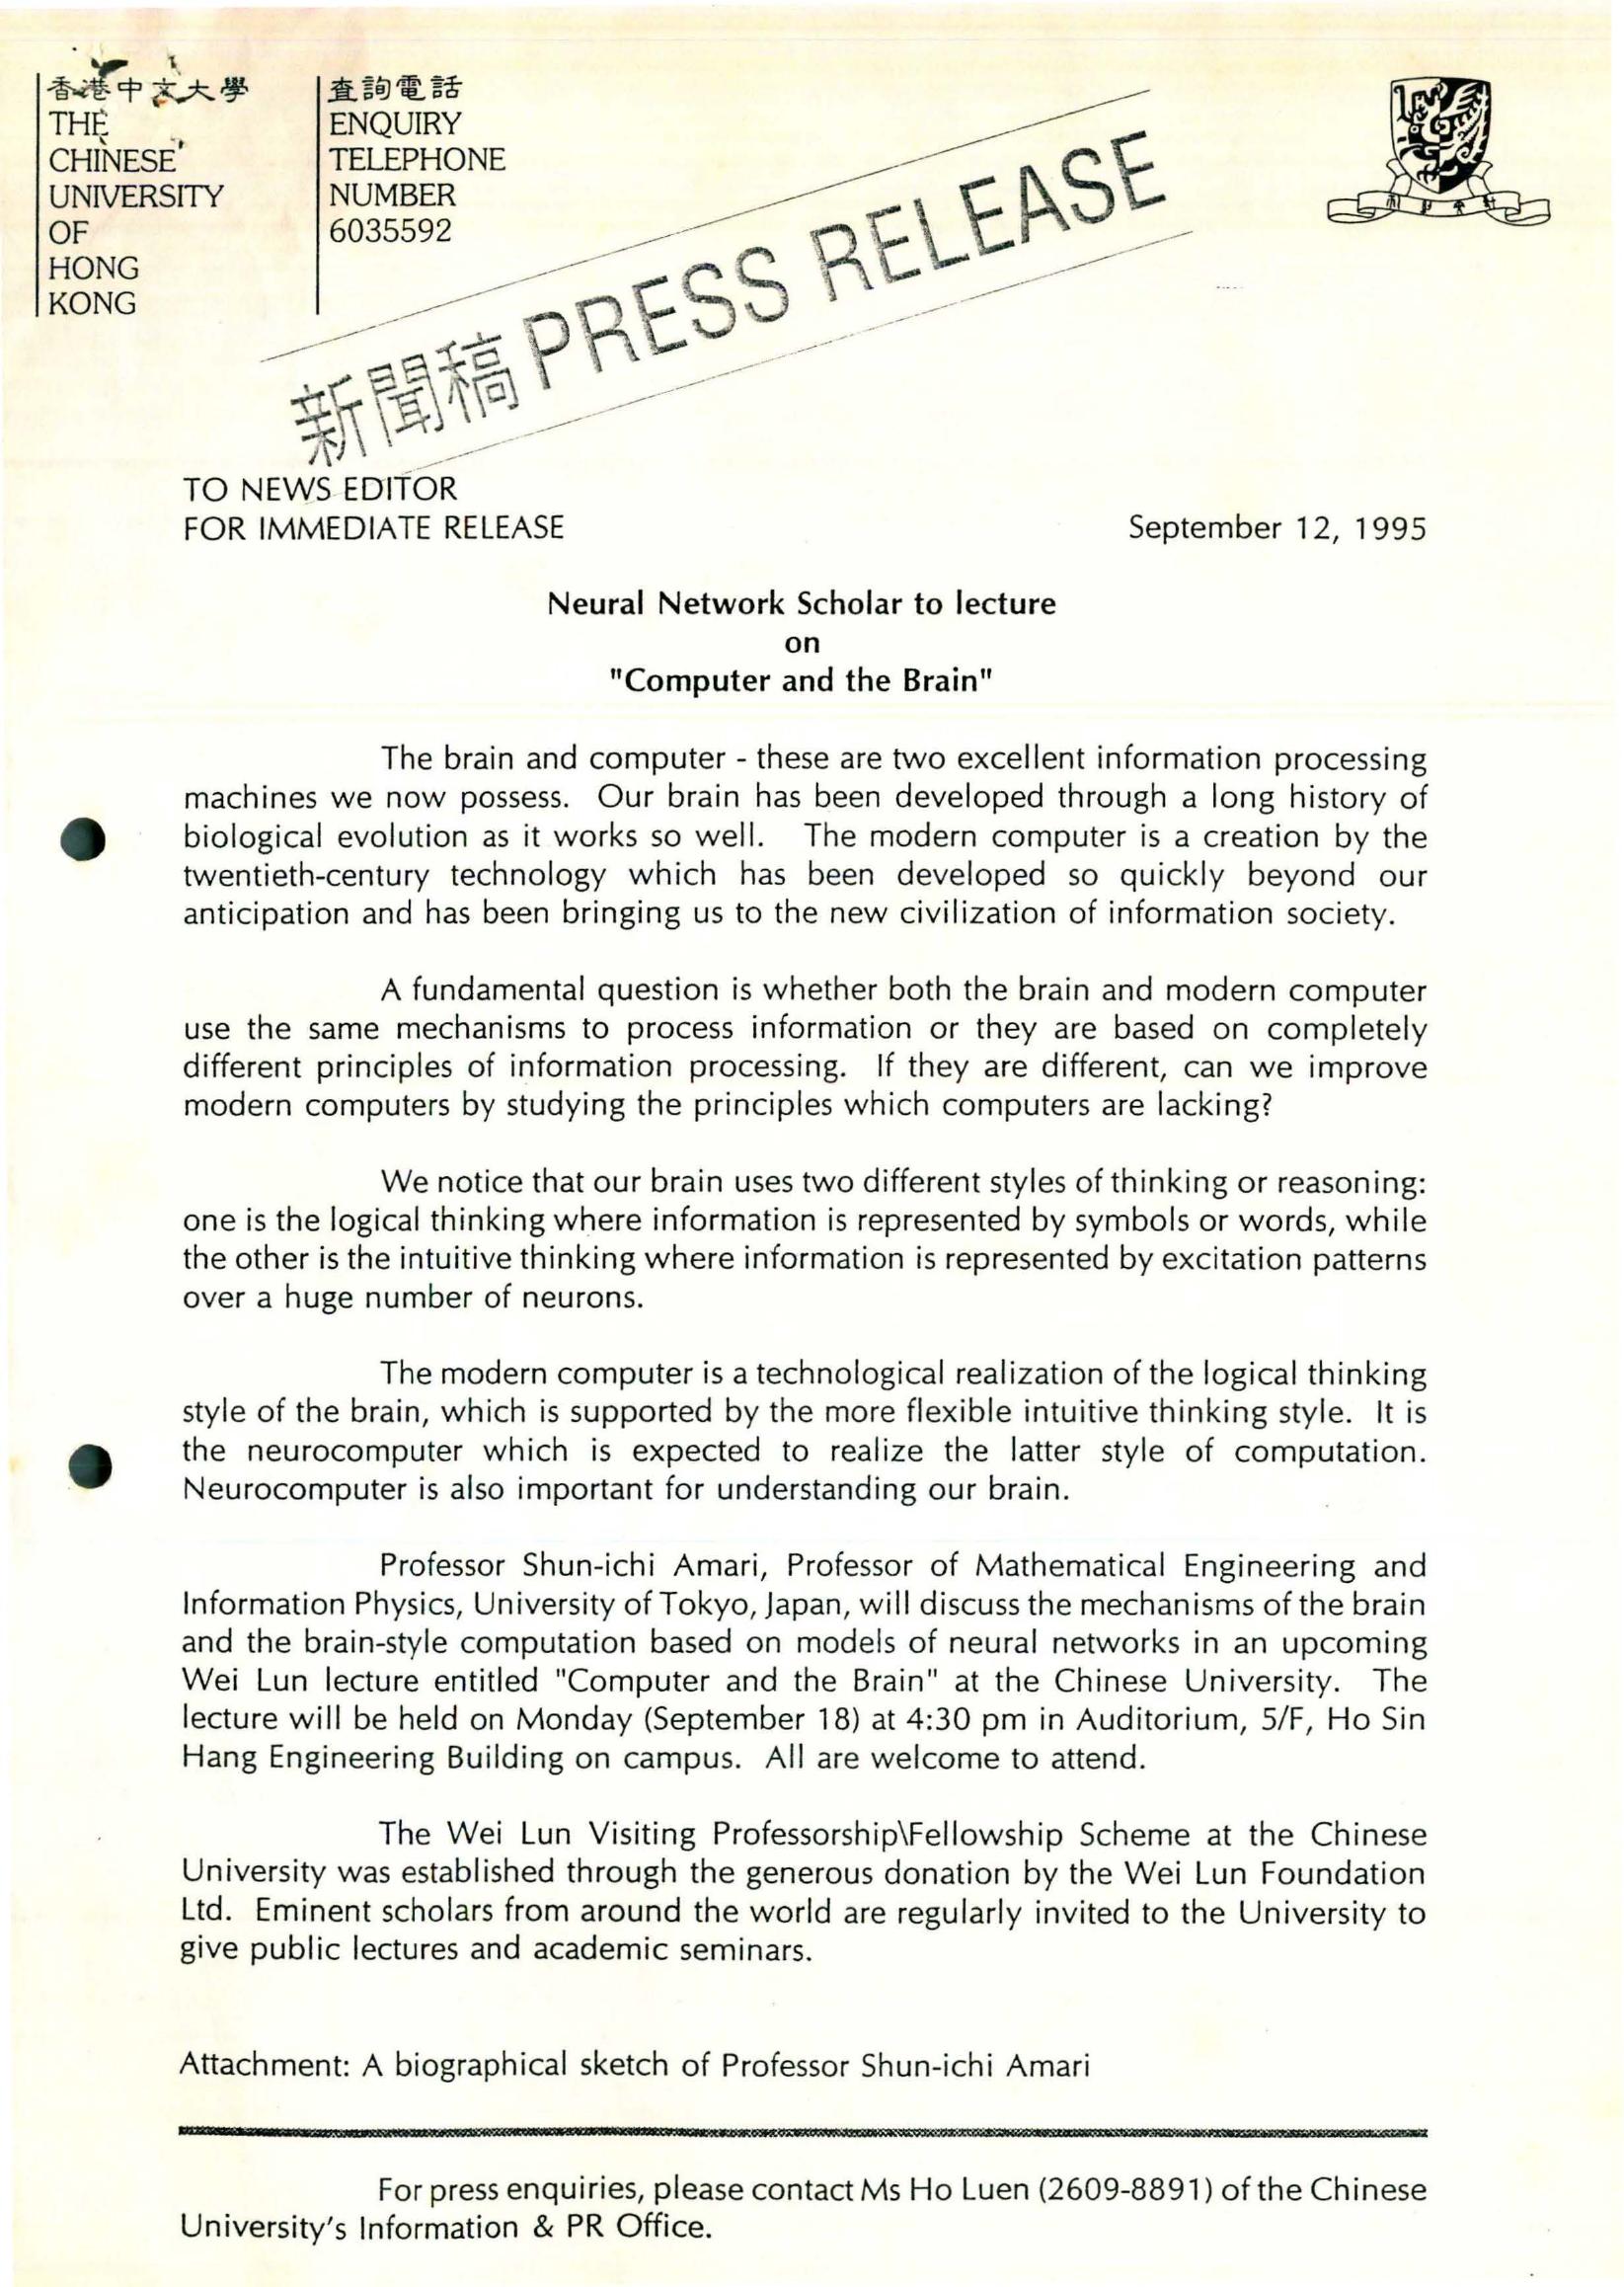 香港中文大學
THE
CHINESE
UNIVERSITY
OF
HONG
KONG
查詢電話
ENQUIRY
TELEPHONE
NUMBER
6035592
新聞稿 PRESS RELEASE
TO NEWS EDITOR
FOR IMMEDIATE RELEASE
September 12, 1995
Neural Network Scholar to lecture
on
"Computer and the Brain"
The brain and computer - these are two excellent information processing
machines we now possess. Our brain has been developed through a long history of
biological evolution as it works so well. The modern computer is a creation by the
twentieth-century technology which has been developed so quickly beyond our
anticipation and has been bringing us to the new civilization of information society.
A fundamental question is whether both the brain and modern computer
use the same mechanisms to process information or they are based on completely
different principles of information processing. If they are different, can we improve
modern computers by studying the principles which computers are lacking?
We notice that our brain uses two different styles of thinking or reasoning:
one is the logical thinking where information is represented by symbols or words, while
the other is the intuitive thinking where information is represented by excitation patterns
over a huge number of neurons.
The modern computer is a technological realization of the logical thinking
style of the brain, which is supported by the more flexible intuitive thinking style. It is
the neurocomputer which is expected to realize the latter style of computation.
Neurocomputer is also important for understanding our brain.
Professor Shun-ichi Amari, Professor of Mathematical Engineering and
Information Physics, University of Tokyo, Japan, will discuss the mechanisms of the brain
and the brain-style computation based on models of neural networks in an upcoming
Wei Lun lecture entitled "Computer and the Brain" at the Chinese University. The
lecture will be held on Monday (September 18) at 4:30 pm in Auditorium, 5/F, Ho Sin
Hang Engineering Building on campus. All are welcome to attend.
The Wei Lun Visiting Professorship\Fellowship Scheme at the Chinese
University was established through the generous donation by the Wei Lun Foundation
Ltd. Eminent scholars from around the world are regularly invited to the University to
give public lectures and academic seminars.
Attachment: A biographical sketch of Professor Shun-ichi Amari
For press enquiries, please contact Ms Ho Luen (2609-8891) of the Chinese
University's Information & PR Office.